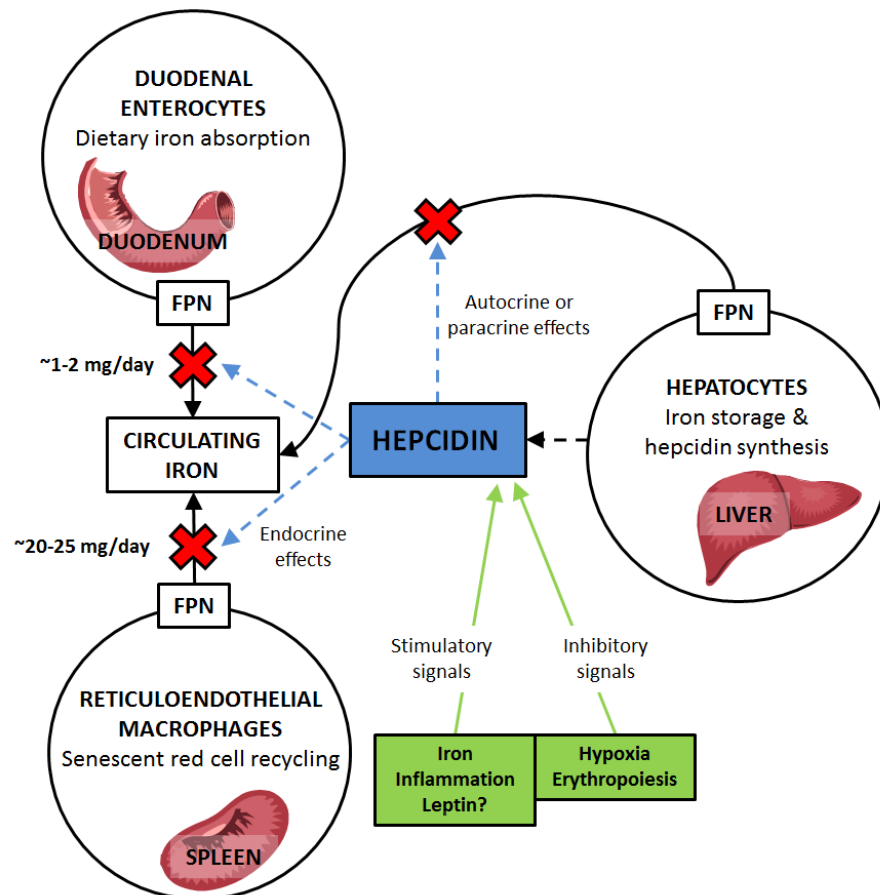 DUODENAL
ENTEROCYTES
Dietary iron absorption
DUODENUM
FPN
~1-2 mg/day
CIRCULATING
IRON
~20-25 mg/day
FPN
RETICULOENDOTHELIAL
MACROPHAGES
Senescent red cell recycling
SPLEEN
Autocrine or
paracrine effects
HEPCIDIN
Endocrine
effects
FPN
HEPATOCYTES
Iron storage &
hepcidin synthesis
LIVER
Stimulatory
signals
Inhibitory
signals
Iron
Inflammation
Leptin?
Hypoxia
Erythropoiesis